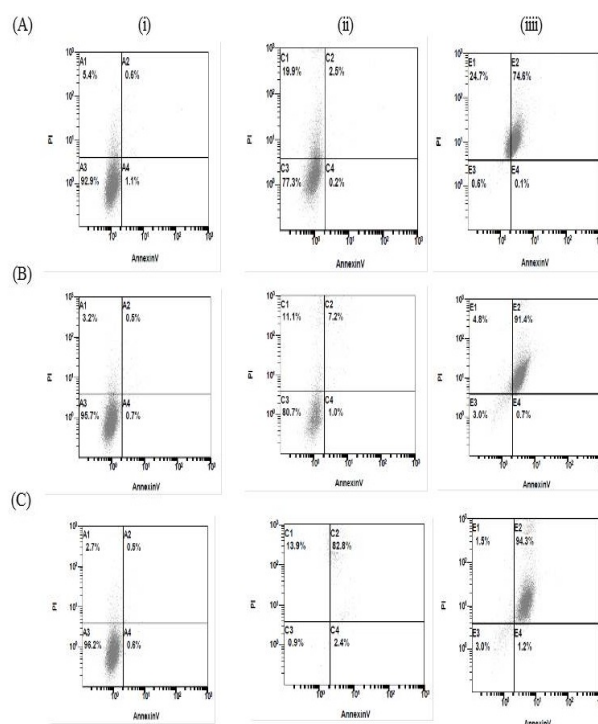 (A) (i) (ii) (iiii)
A1 A2 C1 C2 E1 E2
5.4% 0.6% 19.9% 2.5% 24.7% 74.6%
PI PI PI
A3 A4 C3 C4 E3 E4
92.9% 1.1% 77.3% 0.2% 0.6% 0.1%
AnnexinV AnnexinV AnnexinV
(B)
A1 A2 C1 C2 E1 E2
3.2% 0.5% 11.1% 7.2% 4.8% 91.4%
PI PI PI
A3 A4 C3 C4 E3 E4
95.7% 0.7% 80.7% 1.0% 3.0% 0.7%
AnnexinV AnnexinV AnnexinV
(C)
A1 A2 C1 C2 E1 E2
2.7% 0.5% 13.9% 82.8% 1.5% 94.3%
PI PI PI
A3 A4 C3 C4 E3 E4
96.2% 0.6% 0.9% 2.4% 3.0% 1.2%
AnnexinV AnnexinV AnnexinV